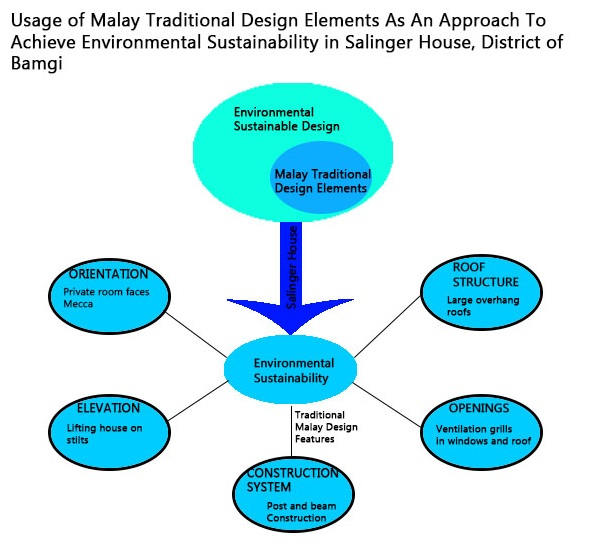 Usage of Malay Traditional Design Elements As An Approach To
Achieve Environmental Sustainability in Salinger House, District of
Bamgi
Environmental
Sustainable Design
Malay Traditional
Design Elements
Salinger House
ORIENTATION
Private room faces
Mecca
ROOF
STRUCTURE
Large overhang
roofs
Environmental
Sustainability
ELEVATION
Lifting house on
stilts
Traditional
Malay Design
Features
OPENINGS
Ventilation grills
in windows and roof
CONSTRUCTION
SYSTEM
Post and beam
Construction